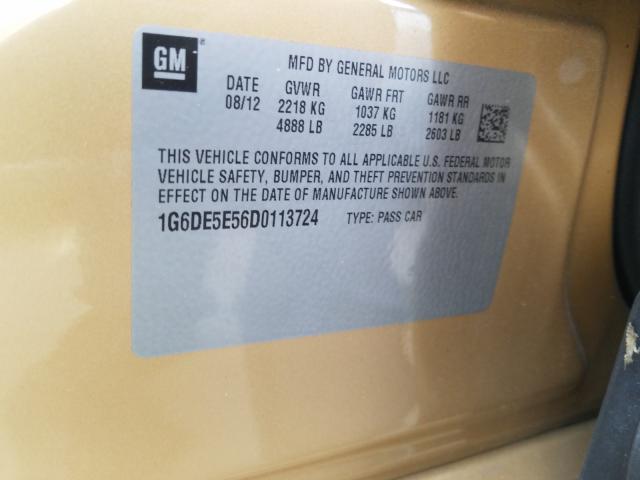 GM
MFD BY GENERAL MOTORS LLC
DATE GVWR GAWR FRT GAWR RR
08/12 2218 KG 1037 KG 1181 KG
4888 LB 2285 LB 2603 LB
THIS VEHICLE CONFORMS TO ALL APPLICABLE U.S. FEDERAL MOTOR
VEHICLE SAFETY, BUMPER, AND THEFT PREVENTION STANDARDS IN
EFFECT ON THE DATE OF MANUFACTURE SHOWN ABOVE.
1G6DE5E56D0113724 TYPE: PASS CAR